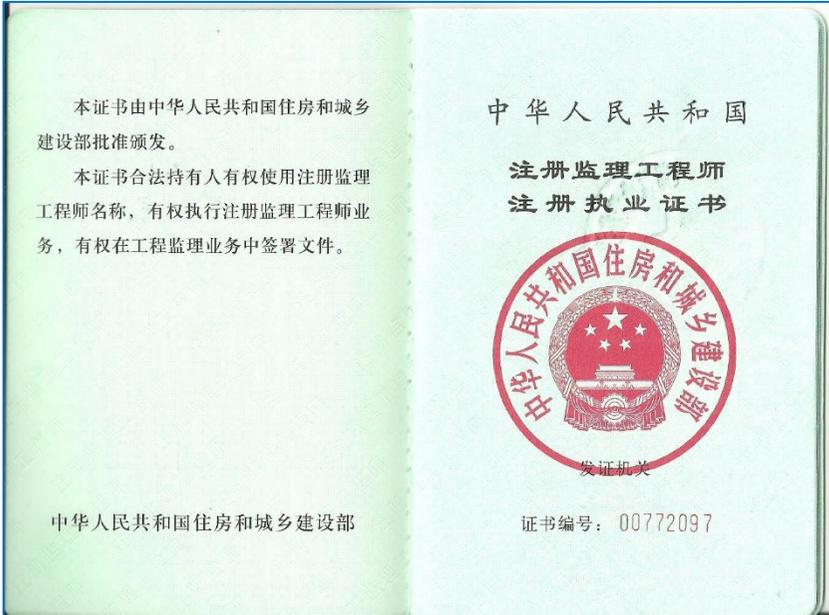 本证书由中华人民共和国住房和城乡
建设部批准颁发。
本证书合法持有人有权使用注册监理
工程师名称，有权执行注册监理工程师业
务，有权在工程监理业务中签署文件。
中华人民共和国住房和城乡建设部
中华人民共和国
注册监理工程师
注册执业证书
中华人民共和国住房和城乡建设部
发证机关
证书编号：00772097